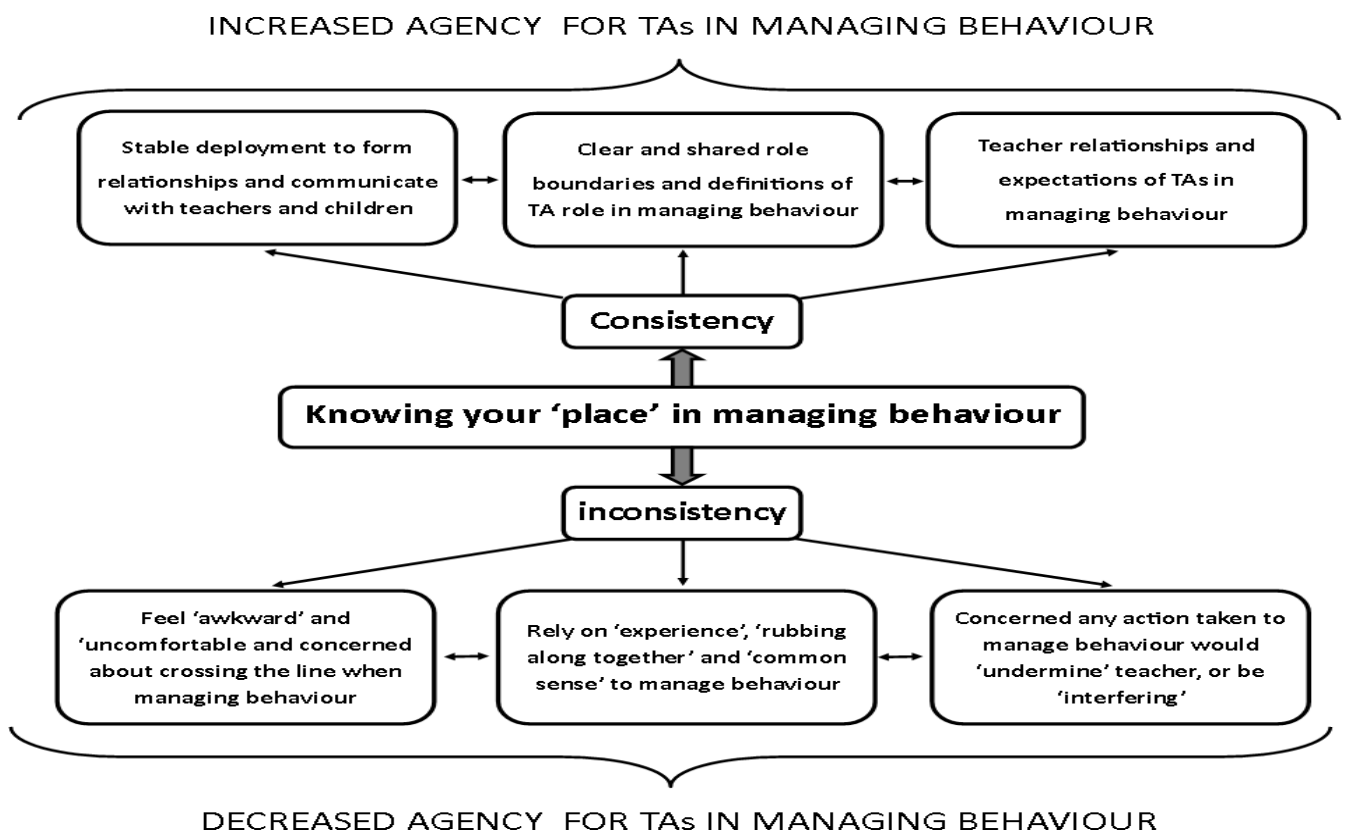 INCREASED AGENCY FOR TAs IN MANAGING BEHAVIOUR
Stable deployment to form
relationships and communicate
with teachers and children
Clear and shared role
boundaries and definitions of
TA role in managing behaviour
Teacher relationships and
expectations of TAs in
managing behaviour
Consistency
Knowing your ‘place’ in managing behaviour
inconsistency
Feel ‘awkward’ and
‘uncomfortable and concerned
about crossing the line when
managing behaviour
Rely on ‘experience’, ‘rubbing
along together’ and ‘common
sense’ to manage behaviour
Concerned any action taken to
manage behaviour would
‘undermine’ teacher, or be
‘interfering’
DECREASED AGENCY FOR TAs IN MANAGING BEHAVIOUR